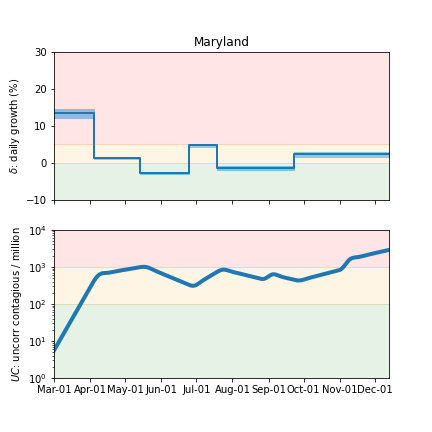 Maryland
δ: daily growth (%)
30
20
10
0
−10
UC: uncorr contagious / million
10⁴
10³
10²
10¹
10⁰
Mar-01 Apr-01 May-01 Jun-01 Jul-01 Aug-01 Sep-01 Oct-01 Nov-01 Dec-01